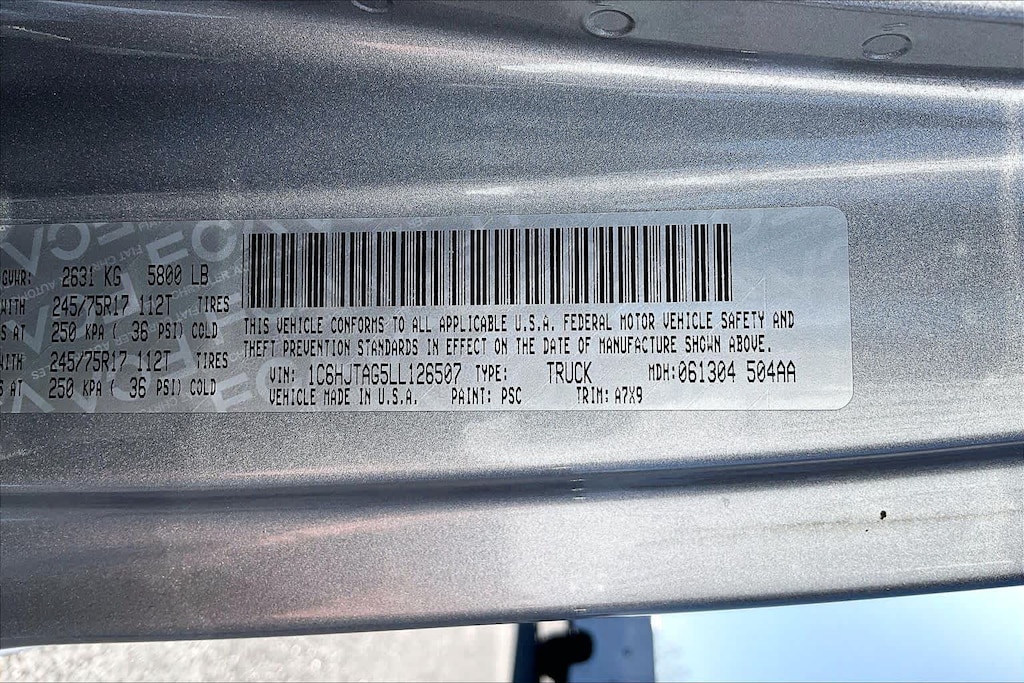 GVWR: 2631 KG 5800 LB
WITH 245/75R17 112T TIRES
AT 250 KPA ( 36 PSI) COLD
245/75R17 112T TIRES
AT 250 KPA ( 36 PSI) COLD
THIS VEHICLE CONFORMS TO ALL APPLICABLE U.S.A. FEDERAL MOTOR VEHICLE SAFETY AND
THEFT PREVENTION STANDARDS IN EFFECT ON THE DATE OF MANUFACTURE SHOWN ABOVE.
VIN: 1C6HJTAG5LL126507 TYPE: TRUCK MDH:061304 504AA
VEHICLE MADE IN U.S.A. PAINT: PSC TRIM: A7X9